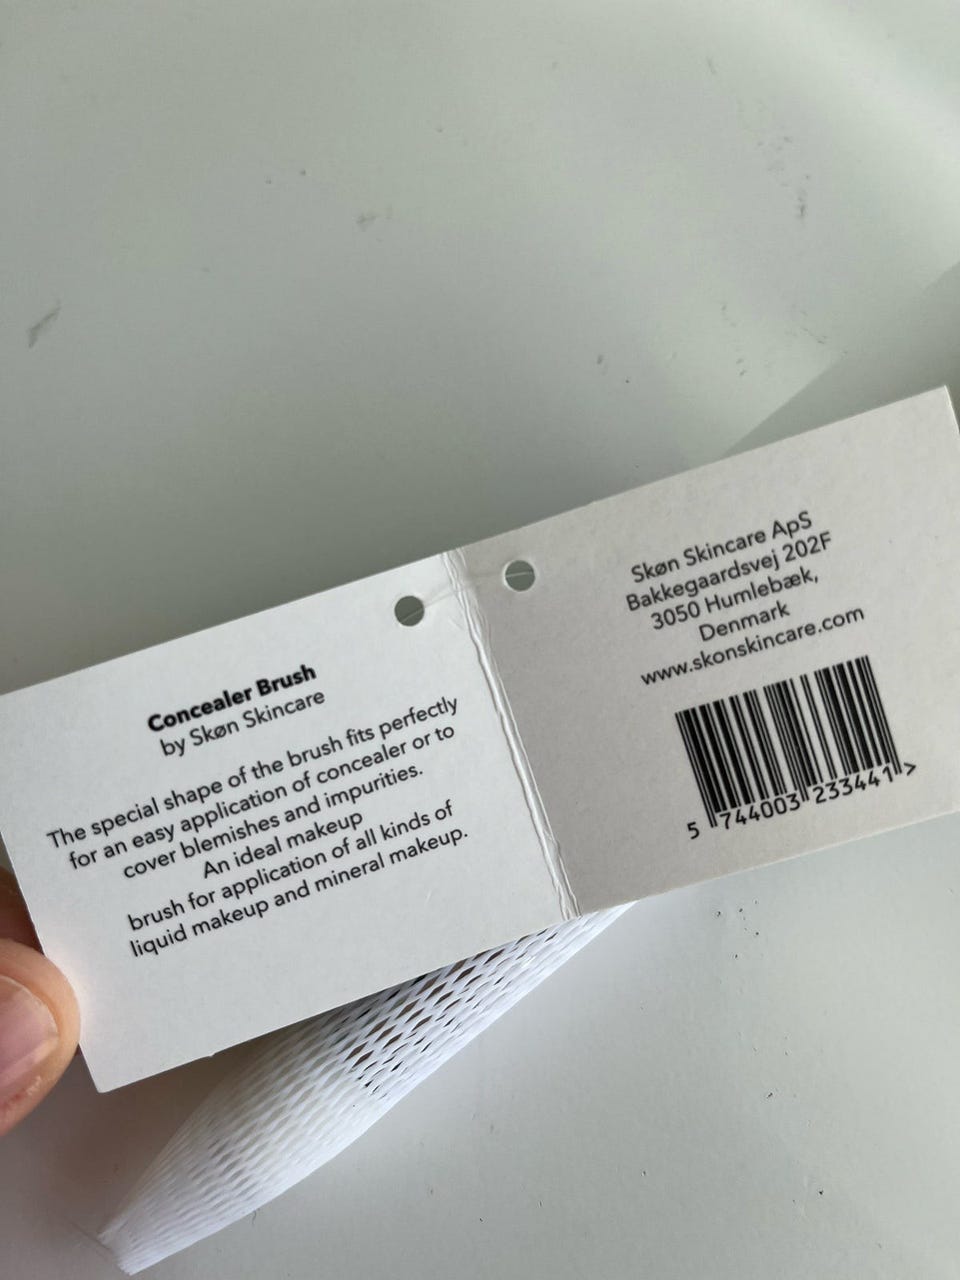 Concealer Brush
by Skøn Skincare
The special shape of the brush fits perfectly
for an easy application of concealer or to
cover blemishes and impurities.
An ideal makeup
brush for application of all kinds of
liquid makeup and mineral makeup.
Skøn Skincare ApS
Bakkegaardsvej 202F
3050 Humlebæk,
Denmark
www.skonskincare.com
5 744003 233441 >